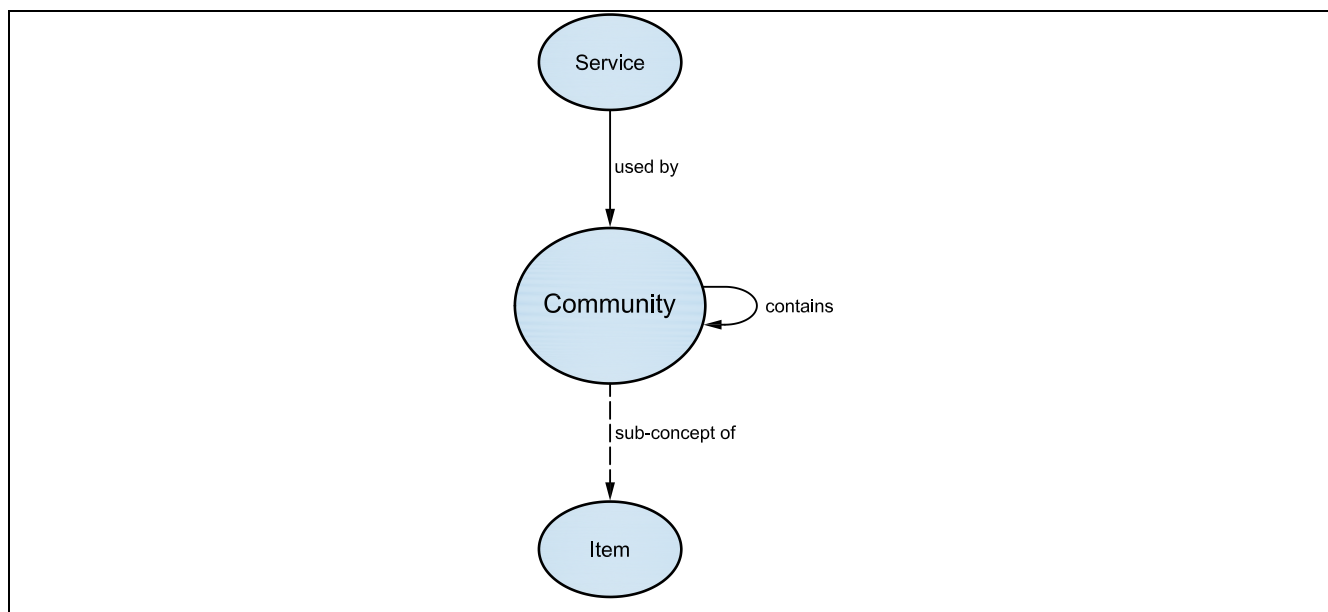 Service
used by
Community
contains
sub-concept of
Item